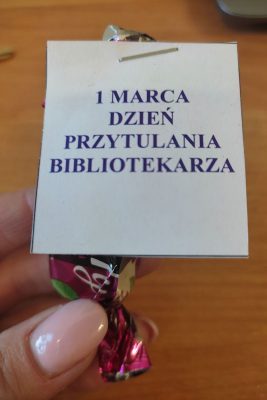 1 MARCA
DZIEŃ
PRZYTULANIA
BIBLIOTEKARZA